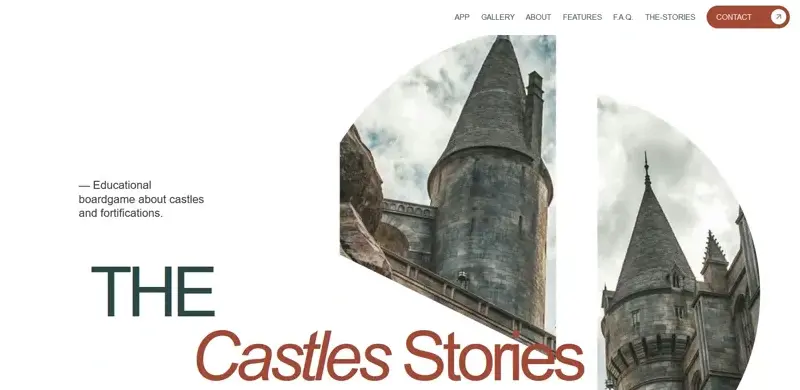 APP GALLERY ABOUT FEATURES F.A.Q. THE-STORIES CONTACT
— Educational
boardgame about castles
and fortifications.
THE
Castles Stories